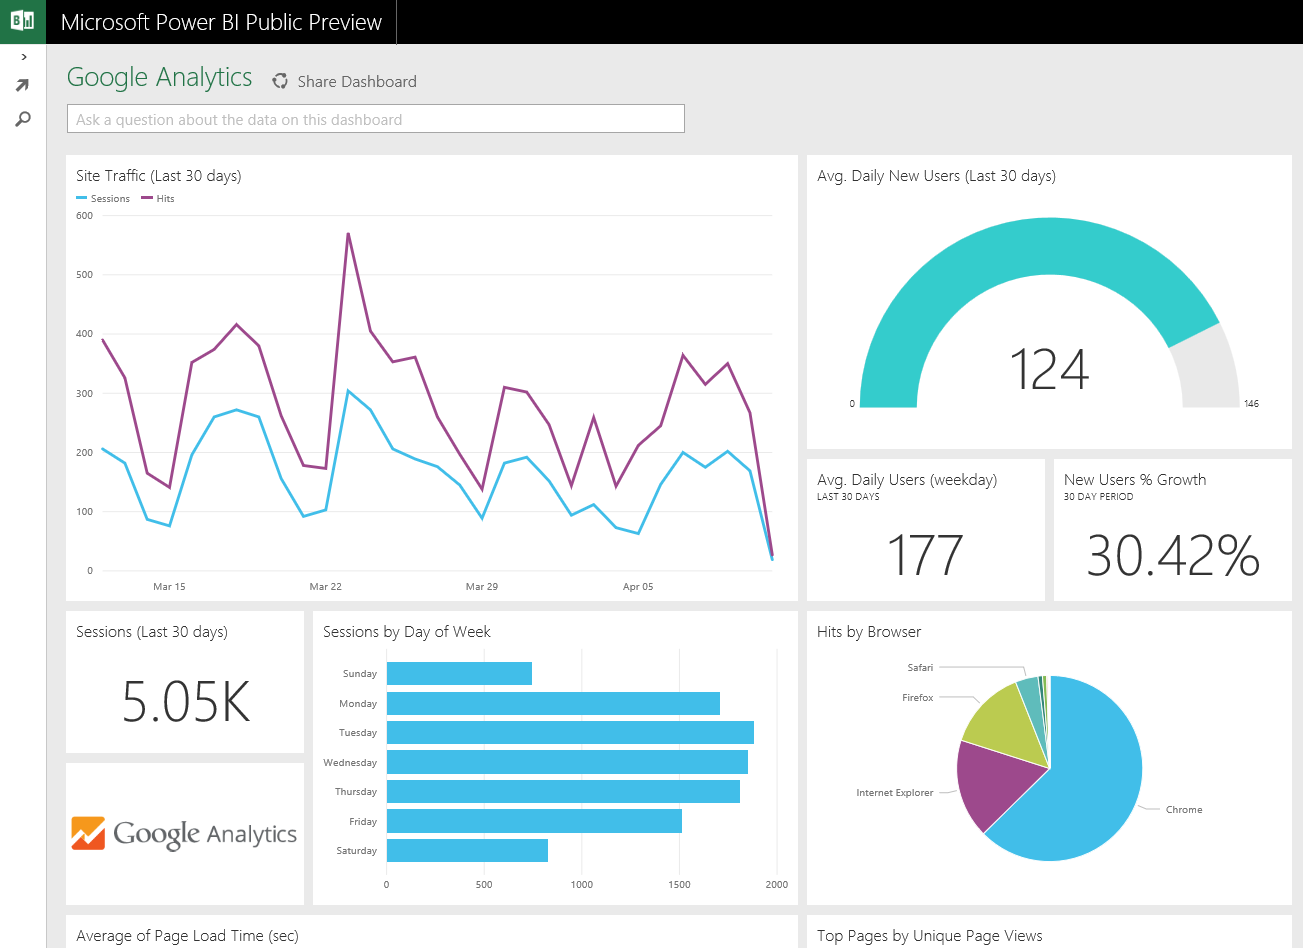 Microsoft Power BI Public Preview
Google Analytics
Share Dashboard
Ask a question about the data on this dashboard
Site Traffic (Last 30 days)
Sessions Hits
600
500
400
300
200
100
0
Mar 15 Mar 22 Mar 29 Apr 05
Avg. Daily New Users (Last 30 days)
124
0 146
Avg. Daily Users (weekday)
LAST 30 DAYS
177
New Users % Growth
30 DAY PERIOD
30.42%
Sessions (Last 30 days)
5.05K
Google Analytics
Sessions by Day of Week
Sunday
Monday
Tuesday
Wednesday
Thursday
Friday
Saturday
0 500 1000 1500 2000
Hits by Browser
Safari
Firefox
Internet Explorer
Chrome
Average of Page Load Time (sec)
Top Pages by Unique Page Views